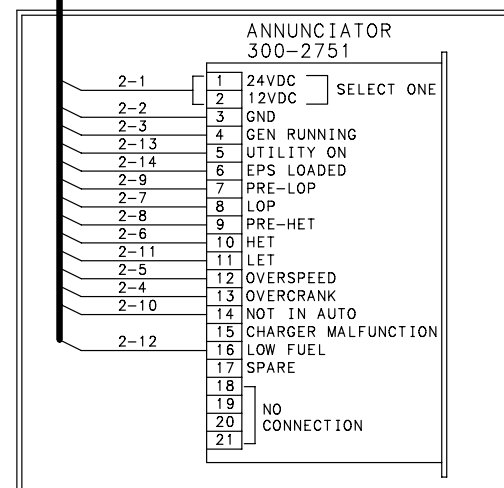 ANNUNCIATOR
300-2751
2-1 1 24VDC SELECT ONE
2 12VDC
2-2 3 GND
2-3 4 GEN RUNNING
2-13 5 UTILITY ON
2-14 6 EPS LOADED
2-9 7 PRE-LOP
2-7 8 LOP
2-8 9 PRE-HET
2-6 10 HET
2-11 11 LET
2-5 12 OVERSPEED
2-4 13 OVERCRANK
2-10 14 NOT IN AUTO
15 CHARGER MALFUNCTION
2-12 16 LOW FUEL
17 SPARE
18
19 NO
20 CONNECTION
21